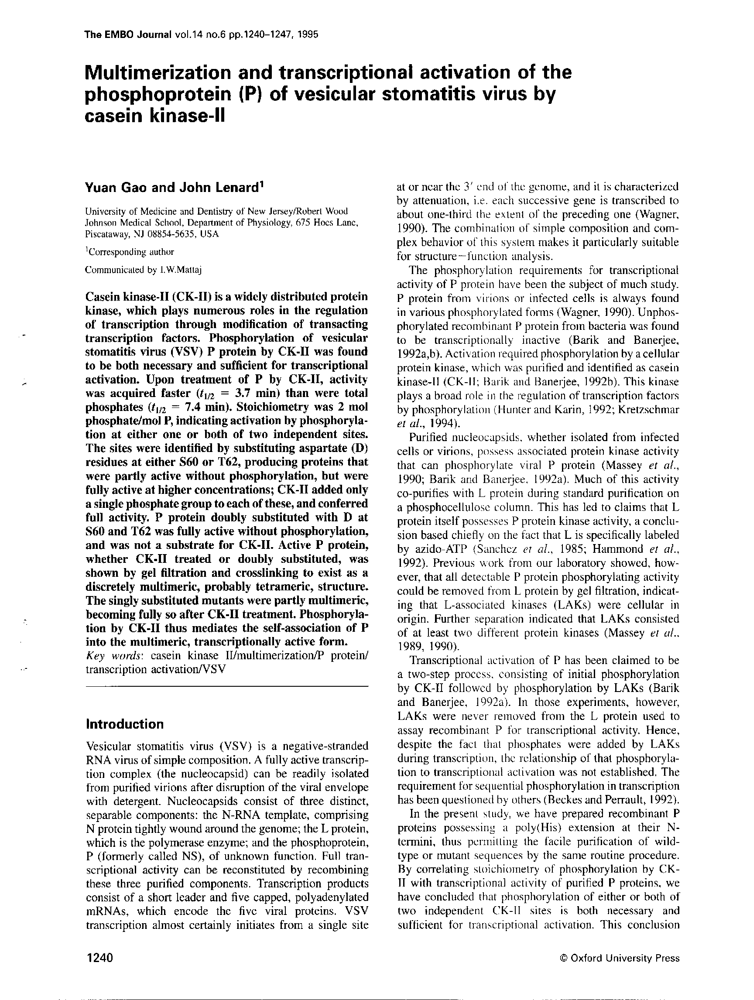 The EMBO Journal vol.14 no.6 pp.1240–1247, 1995
Multimerization and transcriptional activation of the
phosphoprotein (P) of vesicular stomatitis virus by
casein kinase-II
Yuan Gao and John Lenard¹
University of Medicine and Dentistry of New Jersey/Robert Wood
Johnson Medical School, Department of Physiology, 675 Hoes Lane,
Piscataway, NJ 08854-5635, USA
¹Corresponding author
Communicated by I.W.Mattaj
Casein kinase-II (CK-II) is a widely distributed protein
kinase, which plays numerous roles in the regulation
of transcription through modification of transacting
transcription factors. Phosphorylation of vesicular
stomatitis virus (VSV) P protein by CK-II was found
to be both necessary and sufficient for transcriptional
activation. Upon treatment of P by CK-II, activity
was acquired faster (t1/2 = 3.7 min) than were total
phosphates (t1/2 = 7.4 min). Stoichiometry was 2 mol
phosphate/mol P, indicating activation by phosphoryla-
tion at either one or both of two independent sites.
The sites were identified by substituting aspartate (D)
residues at either S60 or T62, producing proteins that
were partly active without phosphorylation, but were
fully active at higher concentrations; CK-II added only
a single phosphate group to each of these, and conferred
full activity. P protein doubly substituted with D at
S60 and T62 was fully active without phosphorylation,
and was not a substrate for CK-II. Active P protein,
whether CK-II treated or doubly substituted, was
shown by gel filtration and crosslinking to exist as a
discretely multimeric, probably tetrameric, structure.
The singly substituted mutants were partly multimeric,
becoming fully so after CK-II treatment. Phosphoryla-
tion by CK-II thus mediates the self-association of P
into the multimeric, transcriptionally active form.
Key words: casein kinase II/multimerization/P protein/
transcription activation/VSV
Introduction
Vesicular stomatitis virus (VSV) is a negative-stranded
RNA virus of simple composition. A fully active transcrip-
tion complex (the nucleocapsid) can be readily isolated
from purified virions after disruption of the viral envelope
with detergent. Nucleocapsids consist of three distinct,
separable components: the N-RNA template, comprising
N protein tightly wound around the genome; the L protein,
which is the polymerase enzyme; and the phosphoprotein,
P (formerly called NS), of unknown function. Full tran-
scriptional activity can be reconstituted by recombining
these three purified components. Transcription products
consist of a short leader and five capped, polyadenylated
mRNAs, which encode the five viral proteins. VSV
transcription almost certainly initiates from a single site
at or near the 3′ end of the genome, and it is characterized
by attenuation, i.e. each successive gene is transcribed to
about one-third the extent of the preceding one (Wagner,
1990). The combination of simple composition and com-
plex behavior of this system makes it particularly suitable
for structure–function analysis.
The phosphorylation requirements for transcriptional
activity of P protein have been the subject of much study.
P protein from virions or infected cells is always found
in various phosphorylated forms (Wagner, 1990). Unphos-
phorylated recombinant P protein from bacteria was found
to be transcriptionally inactive (Barik and Banerjee,
1992a,b). Activation required phosphorylation by a cellular
protein kinase, which was purified and identified as casein
kinase-II (CK-II; Barik and Banerjee, 1992b). This kinase
plays a broad role in the regulation of transcription factors
by phosphorylation (Hunter and Karin, 1992; Kretzschmar
et al., 1994).
Purified nucleocapsids, whether isolated from infected
cells or virions, possess associated protein kinase activity
that can phosphorylate viral P protein (Massey et al.,
1990; Barik and Banerjee, 1992a). Much of this activity
co-purifies with L protein during standard purification on
a phosphocellulose column. This has led to claims that L
protein itself possesses P protein kinase activity, a conclu-
sion based chiefly on the fact that L is specifically labeled
by azido-ATP (Sanchez et al., 1985; Hammond et al.,
1992). Previous work from our laboratory showed, how-
ever, that all detectable P protein phosphorylating activity
could be removed from L protein by gel filtration, indicat-
ing that L-associated kinases (LAKs) were cellular in
origin. Further separation indicated that LAKs consisted
of at least two different protein kinases (Massey et al..
1989, 1990).
Transcriptional activation of P has been claimed to be
a two-step process, consisting of initial phosphorylation
by CK-II followed by phosphorylation by LAKs (Barik
and Banerjee, 1992a). In those experiments, however,
LAKs were never removed from the L protein used to
assay recombinant P for transcriptional activity. Hence,
despite the fact that phosphates were added by LAKs
during transcription, the relationship of that phosphoryla-
tion to transcriptional activation was not established. The
requirement for sequential phosphorylation in transcription
has been questioned by others (Beckes and Perrault, 1992).
In the present study, we have prepared recombinant P
proteins possessing a poly(His) extension at their N-
termini, thus permitting the facile purification of wild-
type or mutant sequences by the same routine procedure.
By correlating stoichiometry of phosphorylation by CK-
II with transcriptional activity of purified P proteins, we
have concluded that phosphorylation of either or both of
two independent CK-II sites is both necessary and
sufficient for transcriptional activation. This conclusion
1240
© Oxford University Press